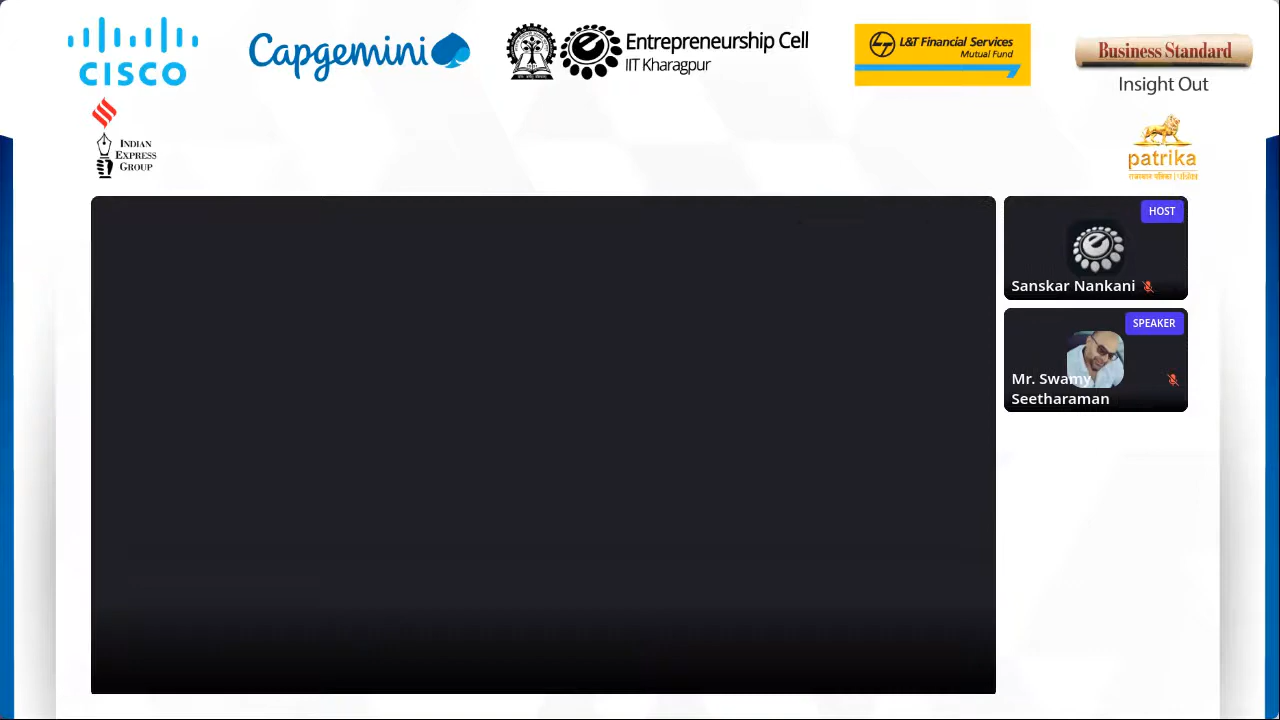 CISCO
Capgemini
Entrepreneurship Cell
IIT Kharagpur
L&T Financial Services
Mutual Fund
Business Standard
Insight Out
INDIAN
EXPRESS
GROUP
patrika
HOST
Sanskar Nankani
SPEAKER
Mr. Swamy
Seetharaman